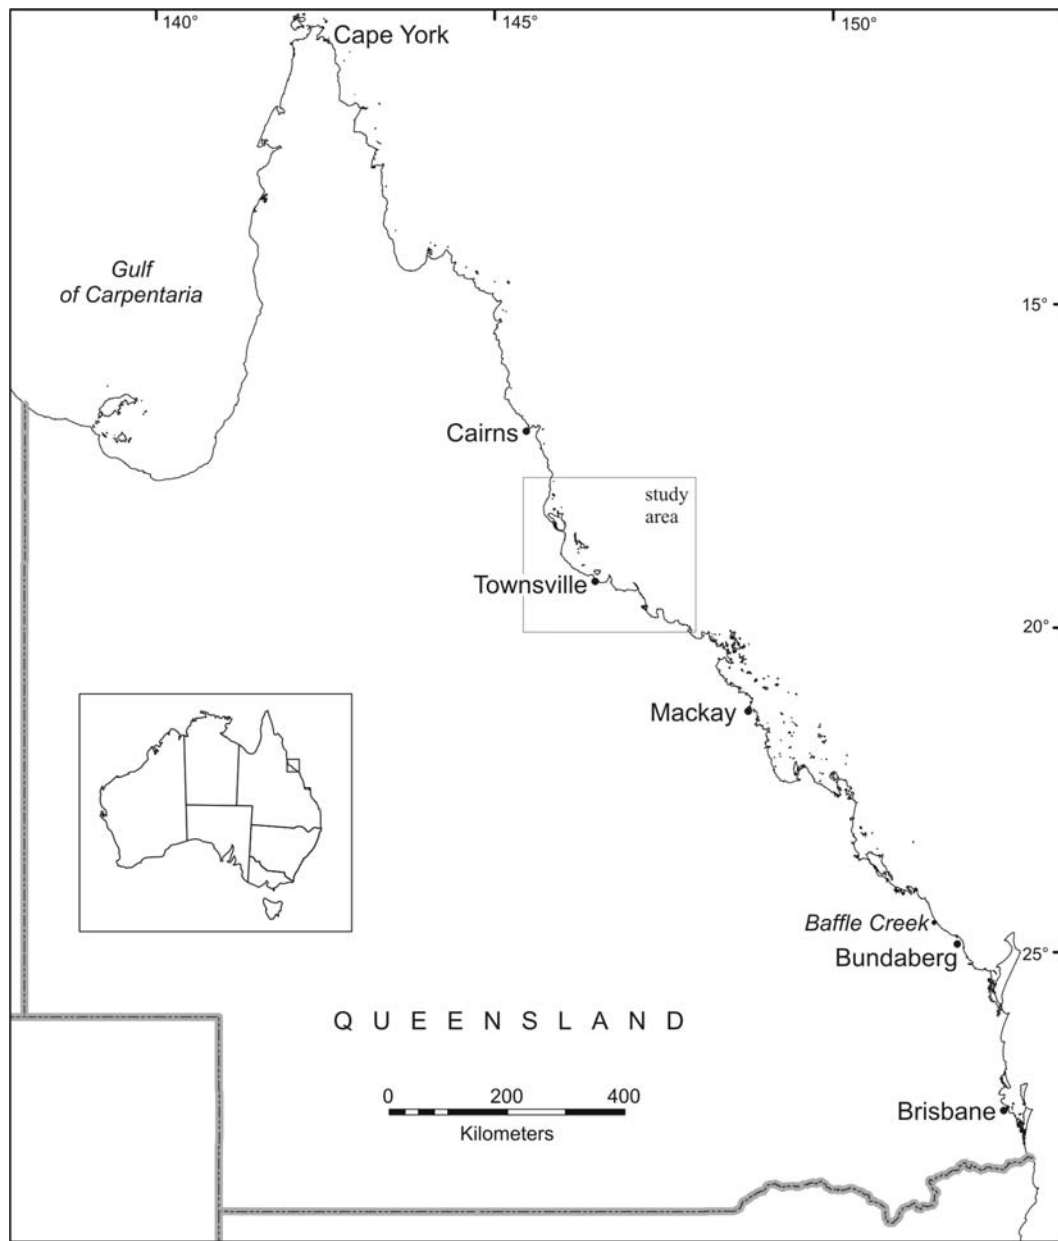 140°
145°
150°
Cape York
Gulf
of Carpentaria
15°
Cairns
study
area
Townsville
20°
Mackay
Baffle Creek
Bundaberg
25°
QUEENSLAND
0 200 400
Kilometers
Brisbane